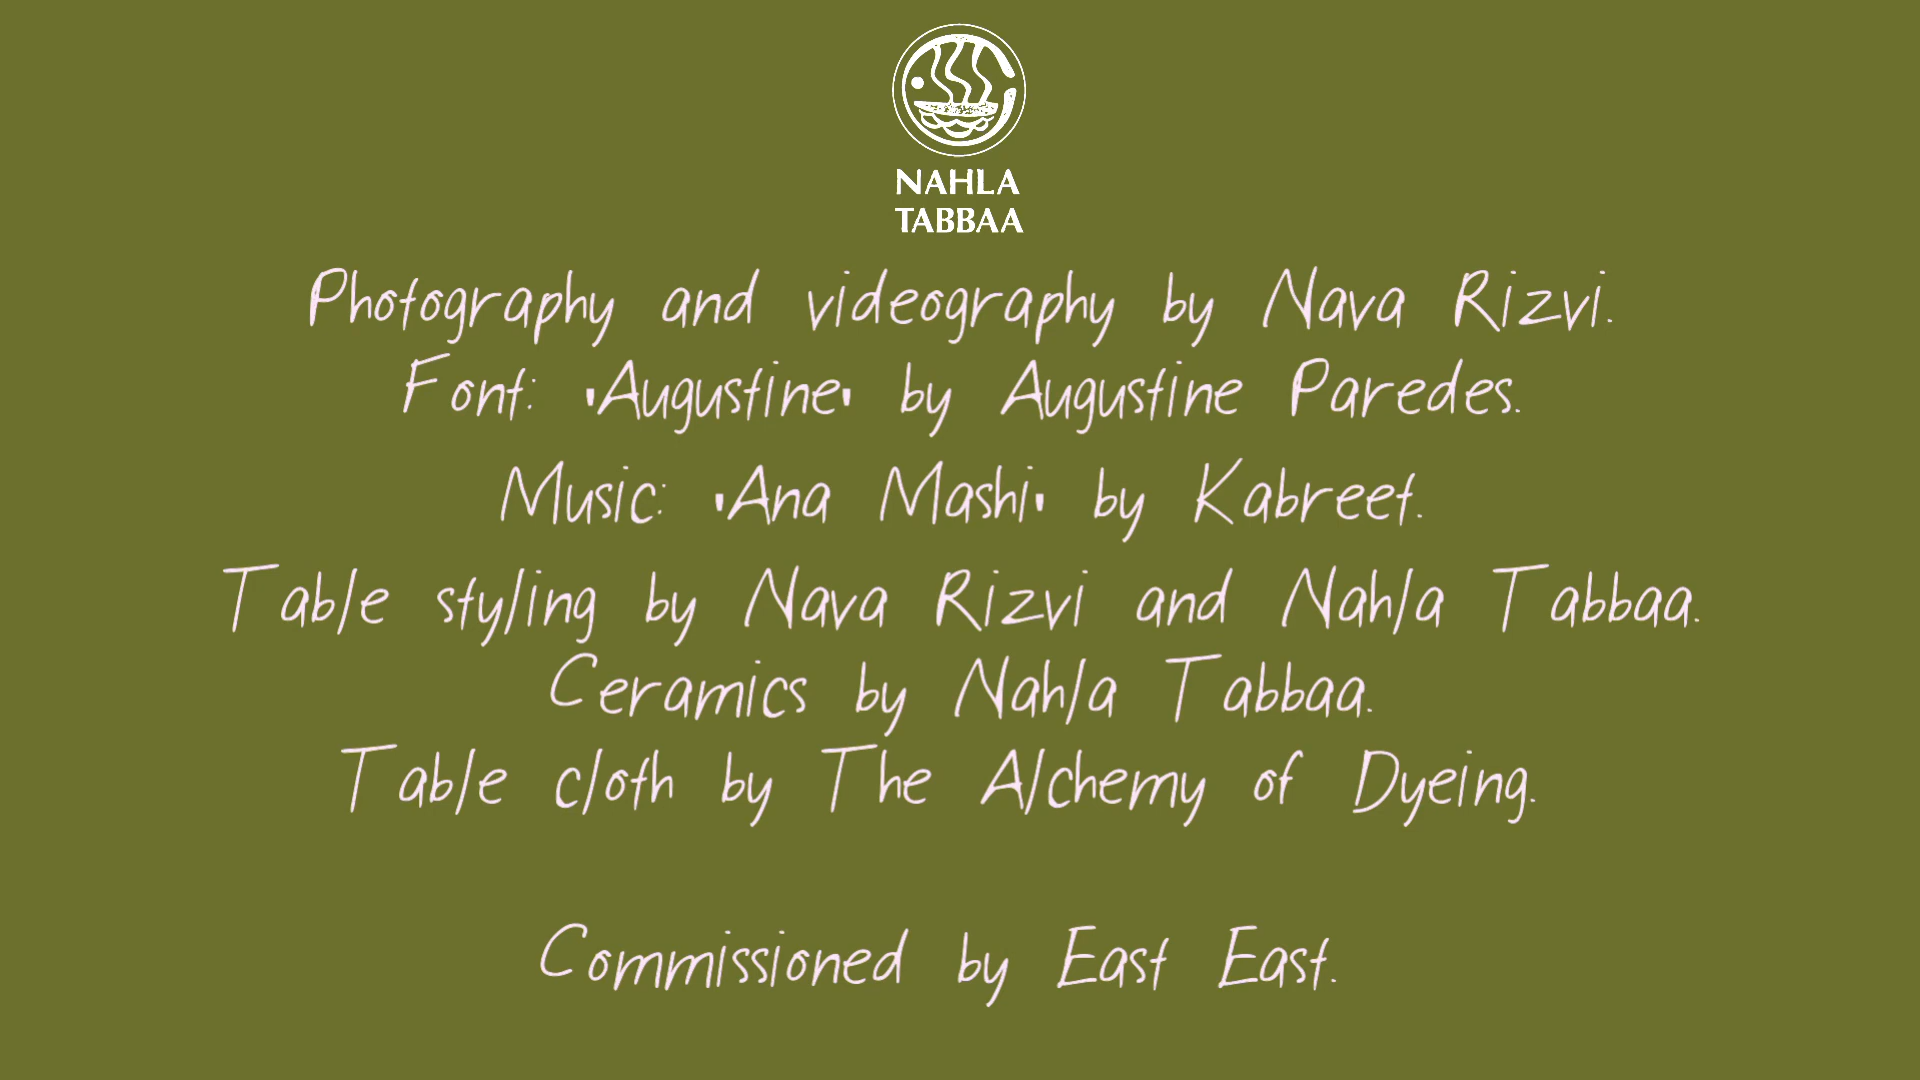 NAHLA
TABBAA
Photography and videography by Nava Rizvi.
Font: 'Augustine' by Augustine Paredes.
Music: 'Ana Mashi' by Kabreet.
Table styling by Nava Rizvi and Nahla Tabbaa.
Ceramics by Nahla Tabbaa.
Table cloth by The Alchemy of Dyeing.
Commissioned by East East.